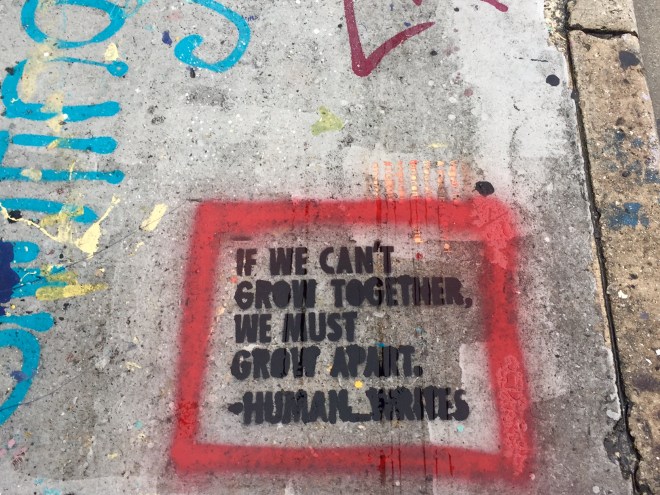 IF WE CAN'T
GROW TOGETHER,
WE MUST
GROW APART.
-HUMAN_WRITES